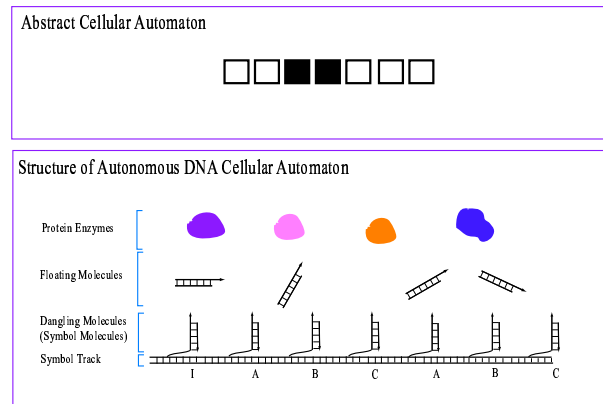 Abstract Cellular Automaton
Structure of Autonomous DNA Cellular Automaton
Protein Enzymes
Floating Molecules
Dangling Molecules
(Symbol Molecules)
Symbol Track
I A B C A B C